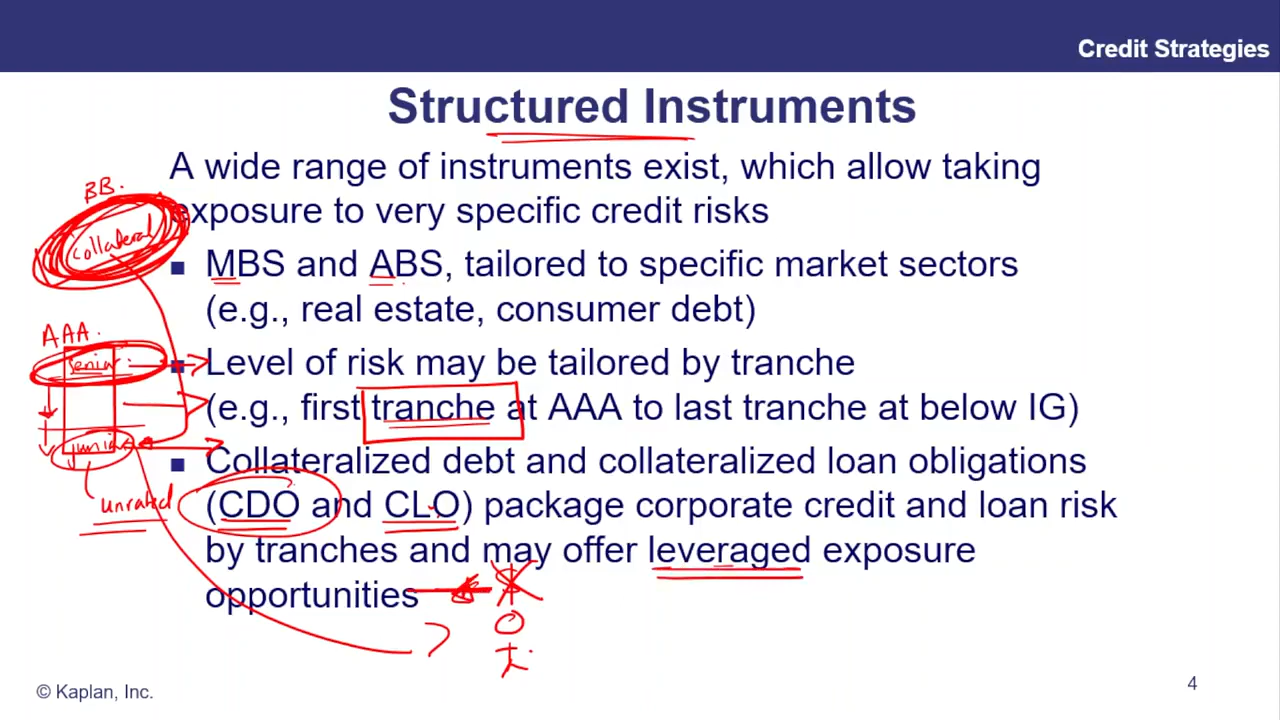 Credit Strategies
Structured Instruments
A wide range of instruments exist, which allow taking
exposure to very specific credit risks
■ MBS and ABS, tailored to specific market sectors
(e.g., real estate, consumer debt)
■ Level of risk may be tailored by tranche
(e.g., first tranche at AAA to last tranche at below IG)
■ Collateralized debt and collateralized loan obligations
(CDO and CLO) package corporate credit and loan risk
by tranches and may offer leveraged exposure
opportunities
BB.
collateral
AAA.
senior
junior
unrated
© Kaplan, Inc.
4